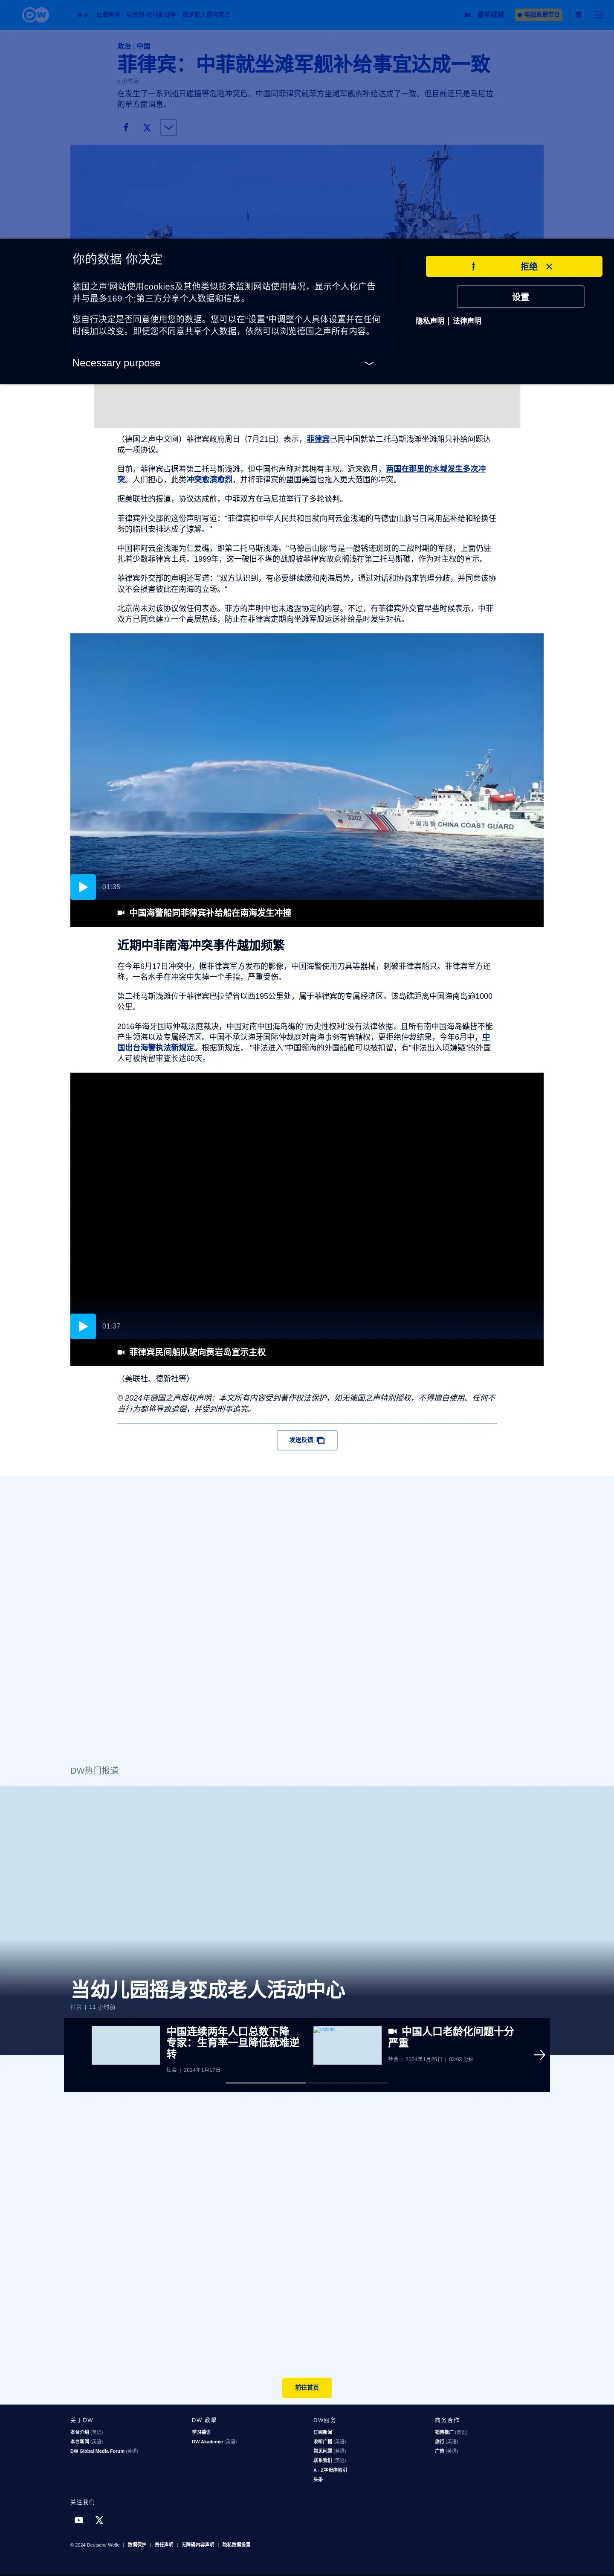 DW
最新视频
电视直播节目
政治
中国
菲律宾：中菲就坐滩军舰补给事宜达成一致
在发生了一系列船只碰撞等危险冲突后，中国同菲律宾就菲方坐滩军舰的补给达成了一致。但目前还只是马尼拉
的单方面消息。
你的数据 你决定
德国之声'网站使用cookies及其他类似技术监测网站使用情况，显示个人化广告
并与最多169 个;第三方分享个人数据和信息。
您自行决定是否同意使用您的数据。您可以在"设置"中调整个人具体设置并在任何
时候加以改变。即便您不同意共享个人数据，依然可以浏览德国之声所有内容。
Necessary purpose
拒绝
设置
隐私声明 | 法律声明
（德国之声中文网）菲律宾政府周日（7月21日）表示，菲律宾已同中国就第二托马斯浅滩坐滩船只补给问题达
成一项协议。
目前，菲律宾占据着第二托马斯浅滩，但中国也声称对其拥有主权。近来数月，两国在那里的水域发生多次冲
突。人们担心，此类冲突愈演愈烈，并将菲律宾的盟国美国也拖入更大范围的冲突。
据美联社的报道，协议达成前，中菲双方在马尼拉举行了多轮谈判。
菲律宾外交部的这份声明写道："菲律宾和中华人民共和国就向阿云金浅滩的马德雷山脉号日常用品补给和轮换任
务的临时安排达成了谅解。"
中国称阿云金浅滩为仁爱礁，即第二托马斯浅滩。"马德雷山脉"号是一艘锈迹斑斑的二战时期的军舰，上面仍驻
扎着少数菲律宾士兵。1999年，这一破旧不堪的战舰被菲律宾故意搁浅在第二托马斯礁，作为对主权的宣示。
菲律宾外交部的声明还写道："双方认识到，有必要继续缓和南海局势，通过对话和协商来管理分歧，并同意该协
议不会损害彼此在南海的立场。"
北京尚未对该协议做任何表态。菲方的声明中也未透露协定的内容。不过，有菲律宾外交官早些时候表示，中菲
双方已同意建立一个高层热线，防止在菲律宾定期向坐滩军舰运送补给品时发生对抗。
3302
中国海警 CHINA COAST GUARD
01:35
中国海警船同菲律宾补给船在南海发生冲撞
近期中菲南海冲突事件越加频繁
在今年6月17日冲突中，据菲律宾军方发布的影像，中国海警使用刀具等器械，刺破菲律宾船只。菲律宾军方还
称，一名水手在冲突中失掉一个手指，严重受伤。
第二托马斯浅滩位于菲律宾巴拉望省以西195公里处，属于菲律宾的专属经济区。该岛礁距离中国海南岛逾1000
公里。
2016年海牙国际仲裁法庭裁决，中国对南中国海岛礁的"历史性权利"没有法律依据，且所有南中国海岛礁皆不能
产生领海以及专属经济区。中国不承认海牙国际仲裁庭对南海事务有管辖权，更拒绝仲裁结果，今年6月中，中
国出台海警执法新规定。根据新规定， "非法进入"中国领海的外国船舶可以被扣留，有"非法出入境嫌疑"的外国
人可被拘留审查长达60天。
01:37
菲律宾民间船队驶向黄岩岛宣示主权
（美联社、德新社等）
© 2024年德国之声版权声明：本文所有内容受到著作权法保护，如无德国之声特别授权，不得擅自使用。任何不
当行为都将导致追偿，并受到刑事追究。
发送反馈
DW热门报道
当幼儿园摇身变成老人活动中心
社会 | 11 小时前
中国连续两年人口总数下降
专家：生育率一旦降低就难逆
转
社会 | 2024年1月17日
中国人口老龄化问题十分
严重
社会 | 2024年1月25日 | 03:03 分钟
前往首页
关于DW
本台介绍 (英语)
本台新闻 (英语)
DW Global Media Forum (英语)
DW 教學
学习德语
DW Akademie (英语)
DW服务
订阅新闻
收听广播 (英语)
常见问题 (英语)
联系我们 (英语)
A - Z字母序索引
头条
商务合作
销售推广 (英语)
旅行 (英语)
广告 (英语)
关注我们
© 2024 Deutsche Welle | 数据保护 | 责任声明 | 无障碍内容声明 | 隐私数据设置